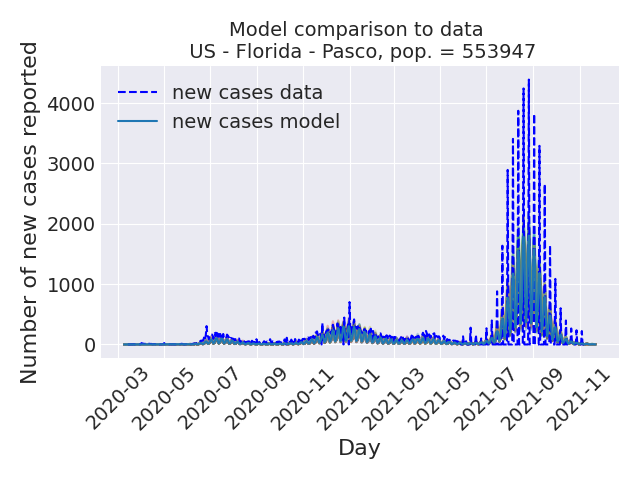 Model comparison to data
US - Florida - Pasco, pop. = 553947
Number of new cases reported
4000
3000
2000
1000
0
new cases data
new cases model
2020-03
2020-05
2020-07
2020-09
2020-11
2021-01
2021-03
2021-05
2021-07
2021-09
2021-11
Day